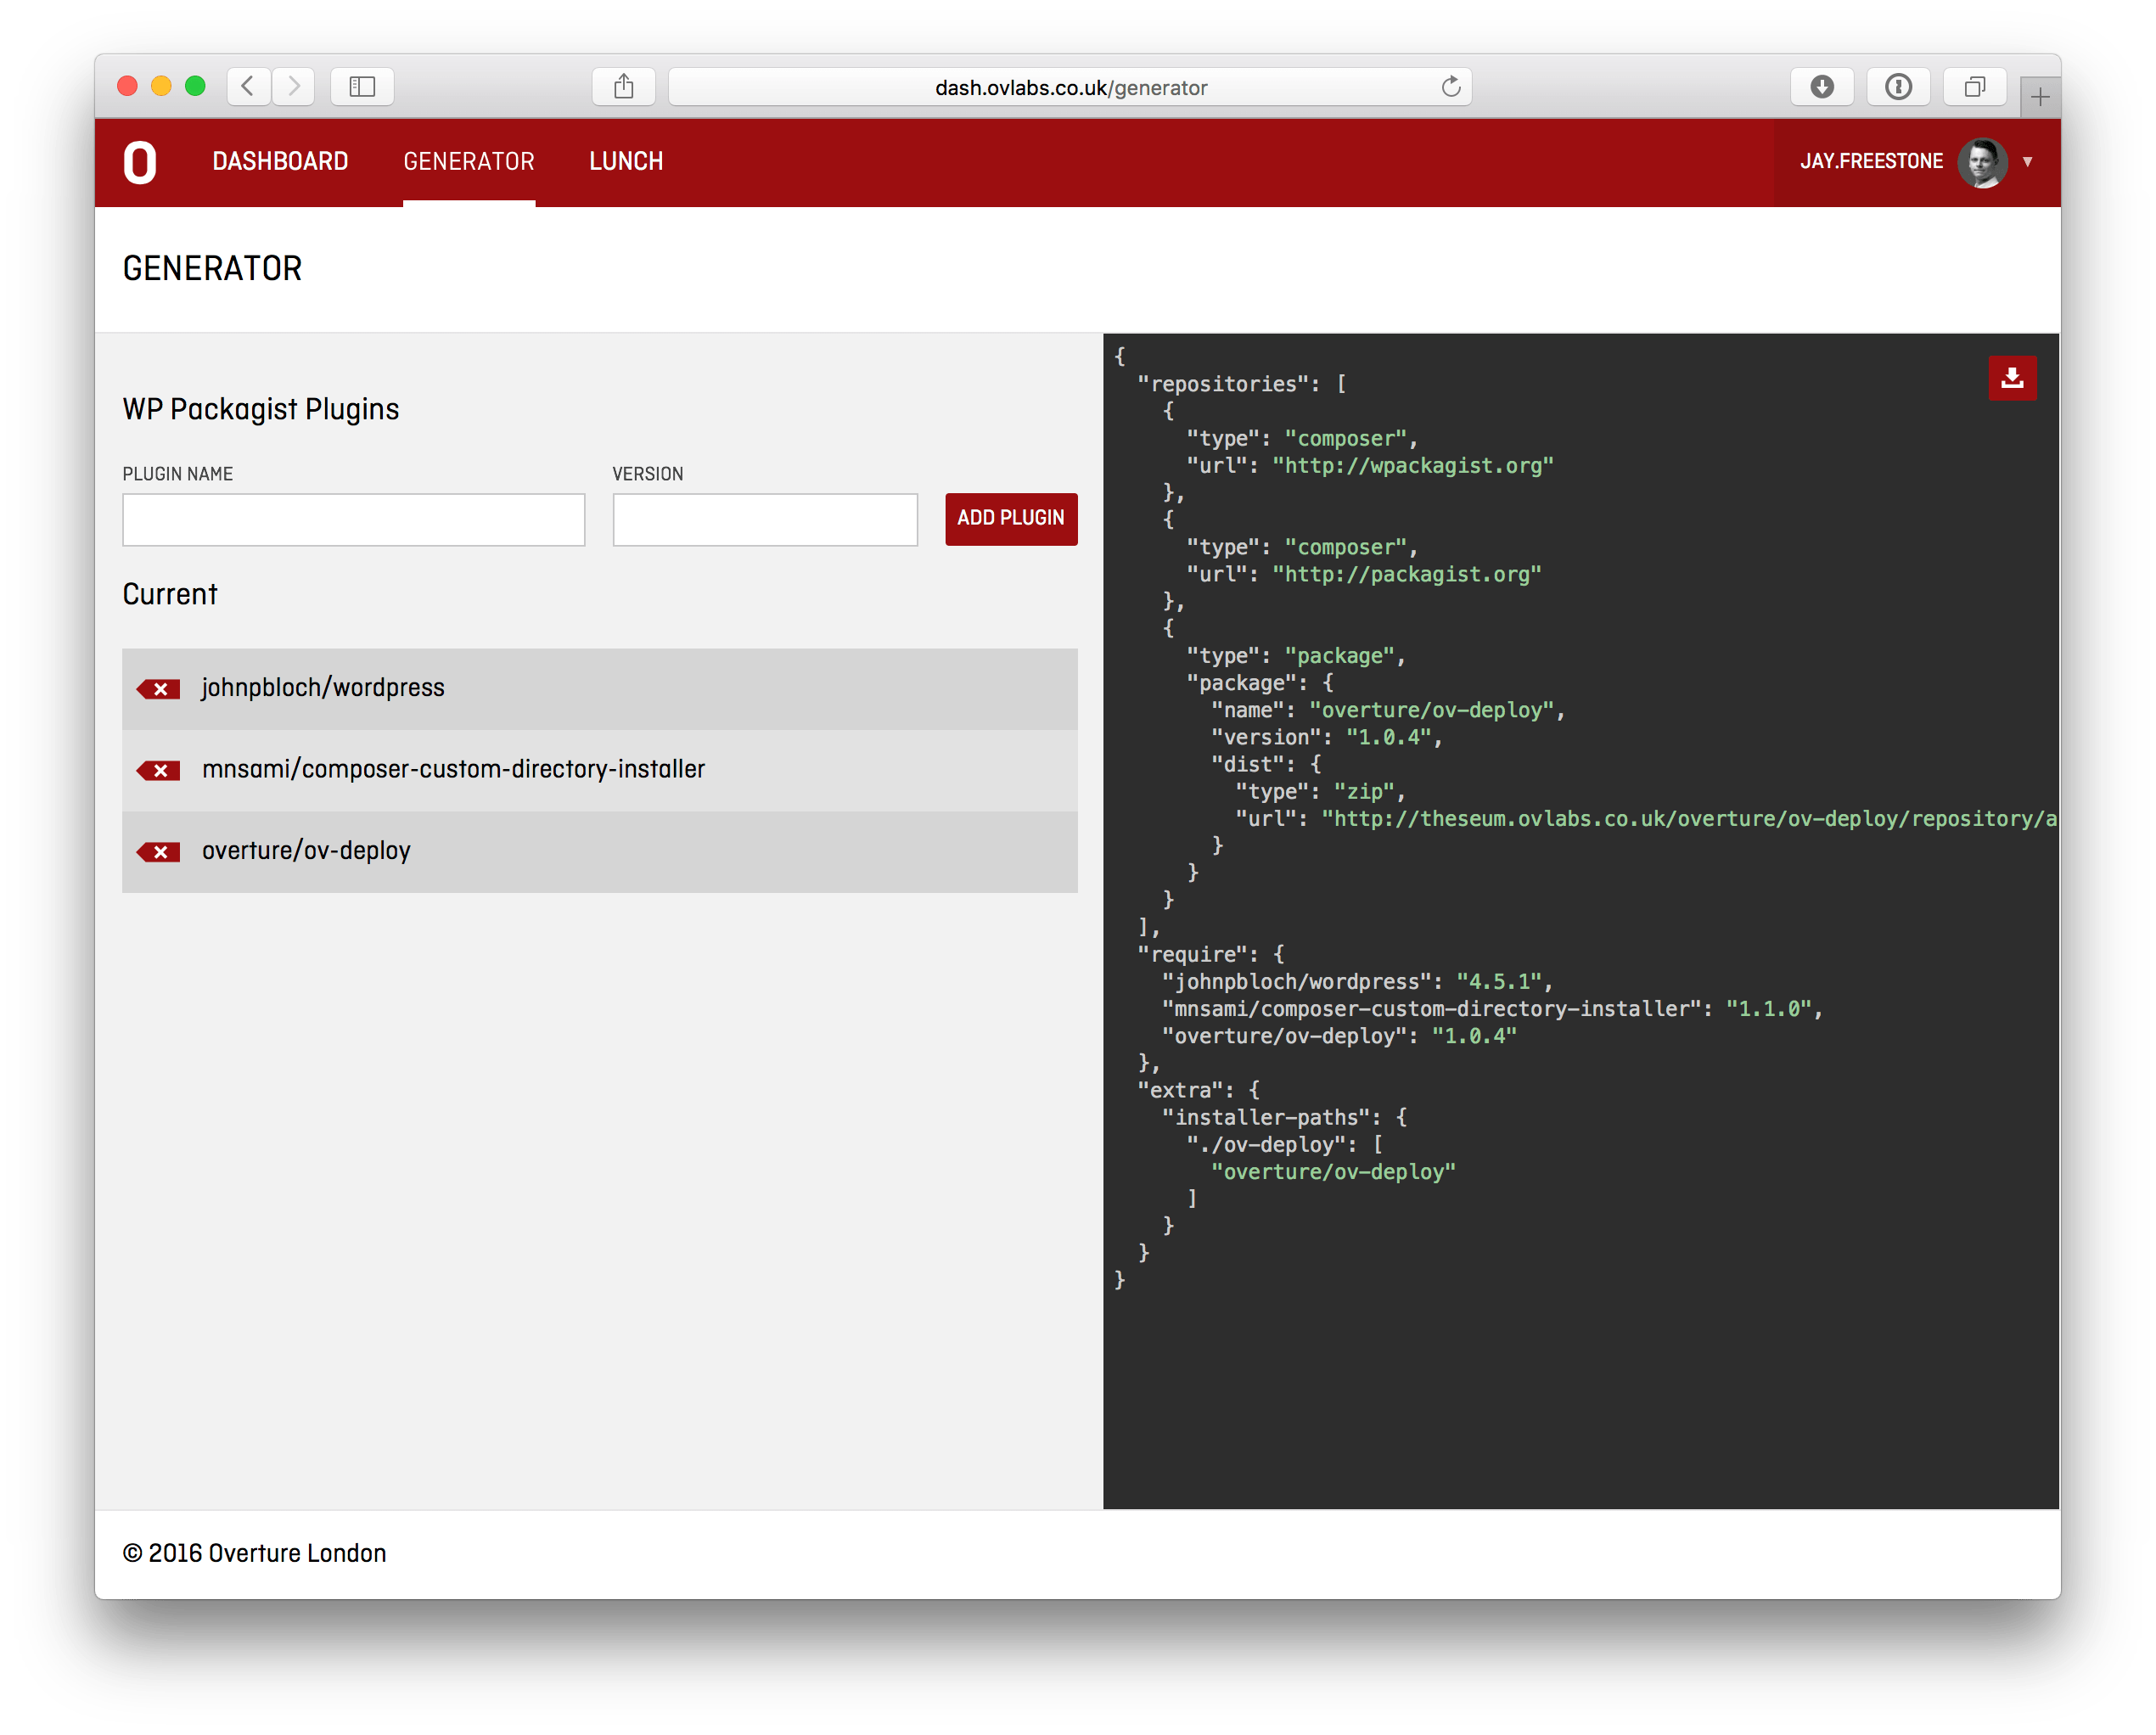 dash.ovlabs.co.uk/generator
O DASHBOARD GENERATOR LUNCH JAY.FREESTONE
GENERATOR
WP Packagist Plugins
PLUGIN NAME VERSION
ADD PLUGIN
Current
johnpbloch/wordpress
mnsami/composer-custom-directory-installer
overture/ov-deploy
{
  "repositories": [
    {
      "type": "composer",
      "url": "http://wpackagist.org"
    },
    {
      "type": "composer",
      "url": "http://packagist.org"
    },
    {
      "type": "package",
      "package": {
        "name": "overture/ov-deploy",
        "version": "1.0.4",
        "dist": {
          "type": "zip",
          "url": "http://theseum.ovlabs.co.uk/overture/ov-deploy/repository/a
        }
      }
    }
  ],
  "require": {
    "johnpbloch/wordpress": "4.5.1",
    "mnsami/composer-custom-directory-installer": "1.1.0",
    "overture/ov-deploy": "1.0.4"
  },
  "extra": {
    "installer-paths": {
      "./ov-deploy": [
        "overture/ov-deploy"
      ]
    }
  }
}
© 2016 Overture London